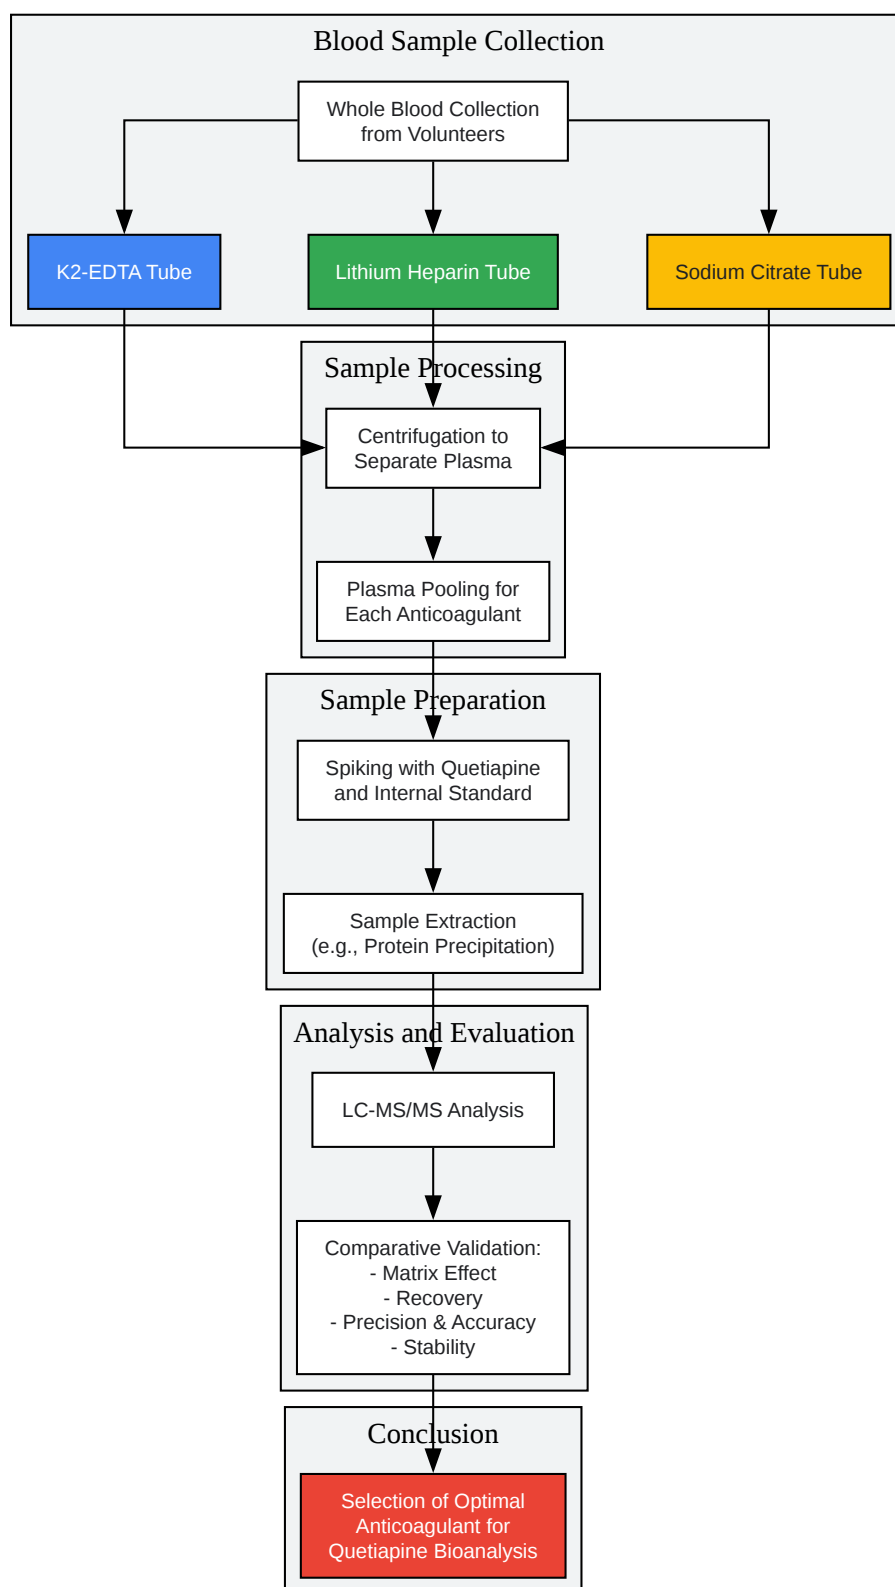 Blood Sample Collection
Whole Blood Collection
from Volunteers
K2-EDTA Tube
Lithium Heparin Tube
Sodium Citrate Tube
Sample Processing
Centrifugation to
Separate Plasma
Plasma Pooling for
Each Anticoagulant
Sample Preparation
Spiking with Quetiapine
and Internal Standard
Sample Extraction
(e.g., Protein Precipitation)
Analysis and Evaluation
LC-MS/MS Analysis
Comparative Validation:
- Matrix Effect
- Recovery
- Precision & Accuracy
- Stability
Conclusion
Selection of Optimal
Anticoagulant for
Quetiapine Bioanalysis